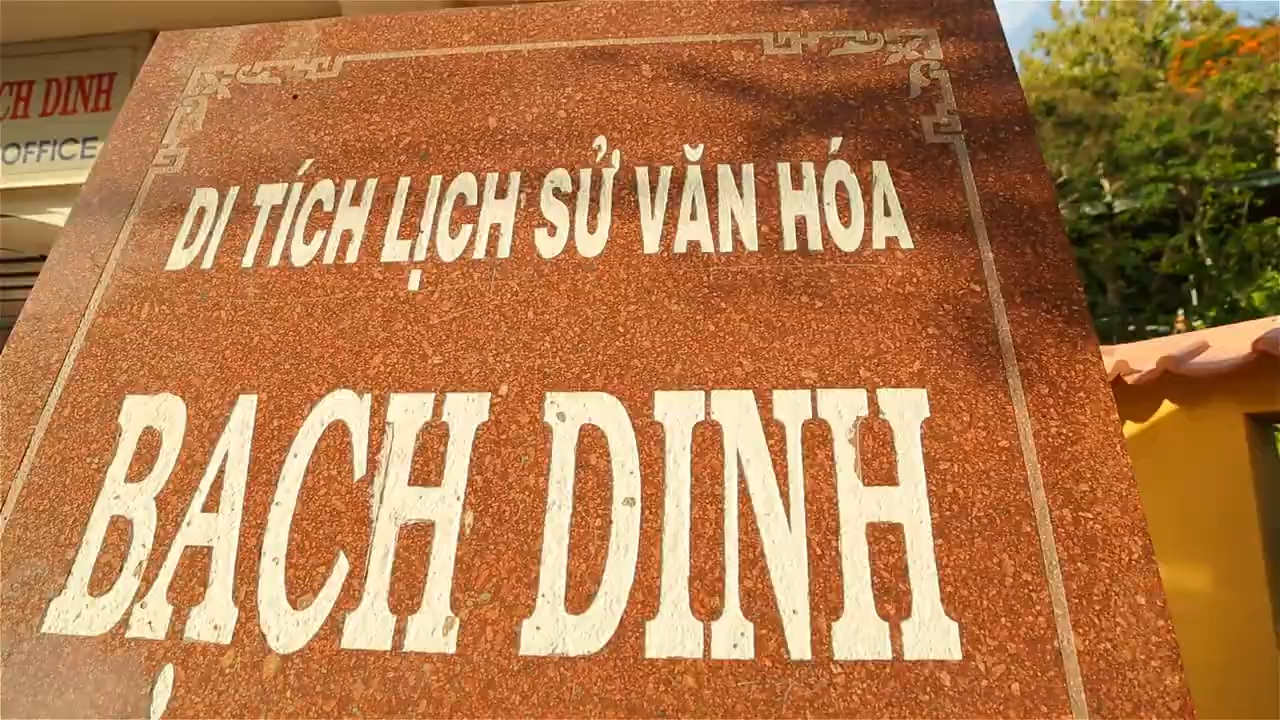 CH DINH
OFFICE
DI TÍCH LỊCH SỬ VĂN HÓA
BẠCH DINH